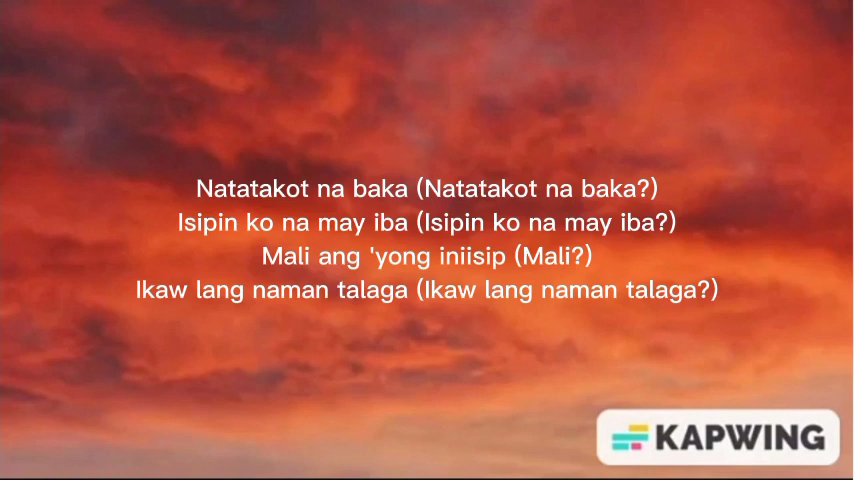 Natatakot na baka (Natatakot na baka?)
Isipin ko na may iba (Isipin ko na may iba?)
Mali ang 'yong iniisip (Mali?)
Ikaw lang naman talaga (Ikaw lang naman talaga?)
KAPWING